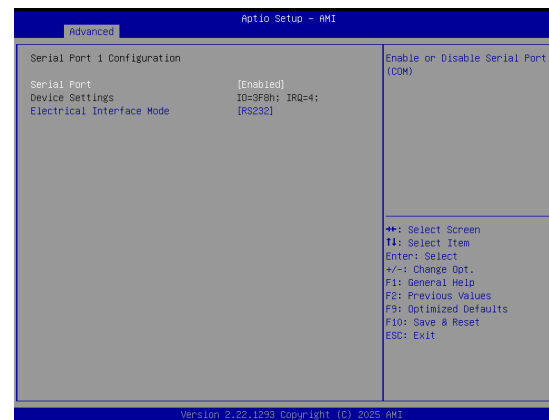 Aptio Setup - AMI
Advanced
Serial Port 1 Configuration
Serial Port [Enabled]
Device Settings IO=3F8h; IRQ=4;
Electrical Interface Mode [RS232]
Enable or Disable Serial Port
(COM)
→←: Select Screen
↑↓: Select Item
Enter: Select
+/-: Change Opt.
F1: General Help
F2: Previous Values
F9: Optimized Defaults
F10: Save & Reset
ESC: Exit
Version 2.22.1293 Copyright (C) 2025 AMI